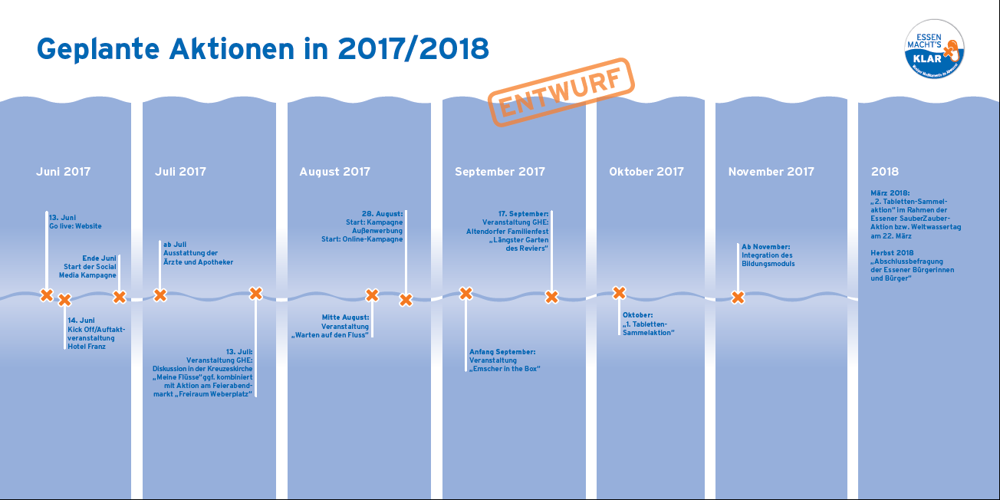 Geplante Aktionen in 2017/2018
ESSEN
MACHT'S
KLAR
ENTWURF
Juni 2017
13. Juni
Go live: Website
Ende Juni
Start der Social
Media Kampagne
14. Juni
Kick Off/Auftakt-
veranstaltung
Hotel Franz
Juli 2017
ab Juli
Ausstattung der
Ärzte und Apotheker
13. Juli:
Veranstaltung GHE:
Diskussion in der Kreuzeskirche
„Meine Flüsse“ ggf. kombiniert
mit Aktion am Feierabend-
markt „Freiraum Weberplatz“
August 2017
28. August:
Start: Kampagne
Außenwerbung
Start: Online-Kampagne
Mitte August:
Veranstaltung
„Warten auf den Fluss“
September 2017
17. September:
Veranstaltung GHE:
Altendorfer Familienfest
„Längster Garten
des Reviers“
Anfang September:
Veranstaltung
„Emscher in the Box“
Oktober 2017
Oktober:
„1. Tabletten-
Sammelaktion“
November 2017
Ab November:
Integration des
Bildungsmoduls
2018
März 2018:
„2. Tabletten-Sammel-
aktion“ im Rahmen der
Essener SauberZauber-
Aktion bzw. Weltwassertag
am 22. März
Herbst 2018
„Abschlussbefragung
der Essener Bürgerinnen
und Bürger“